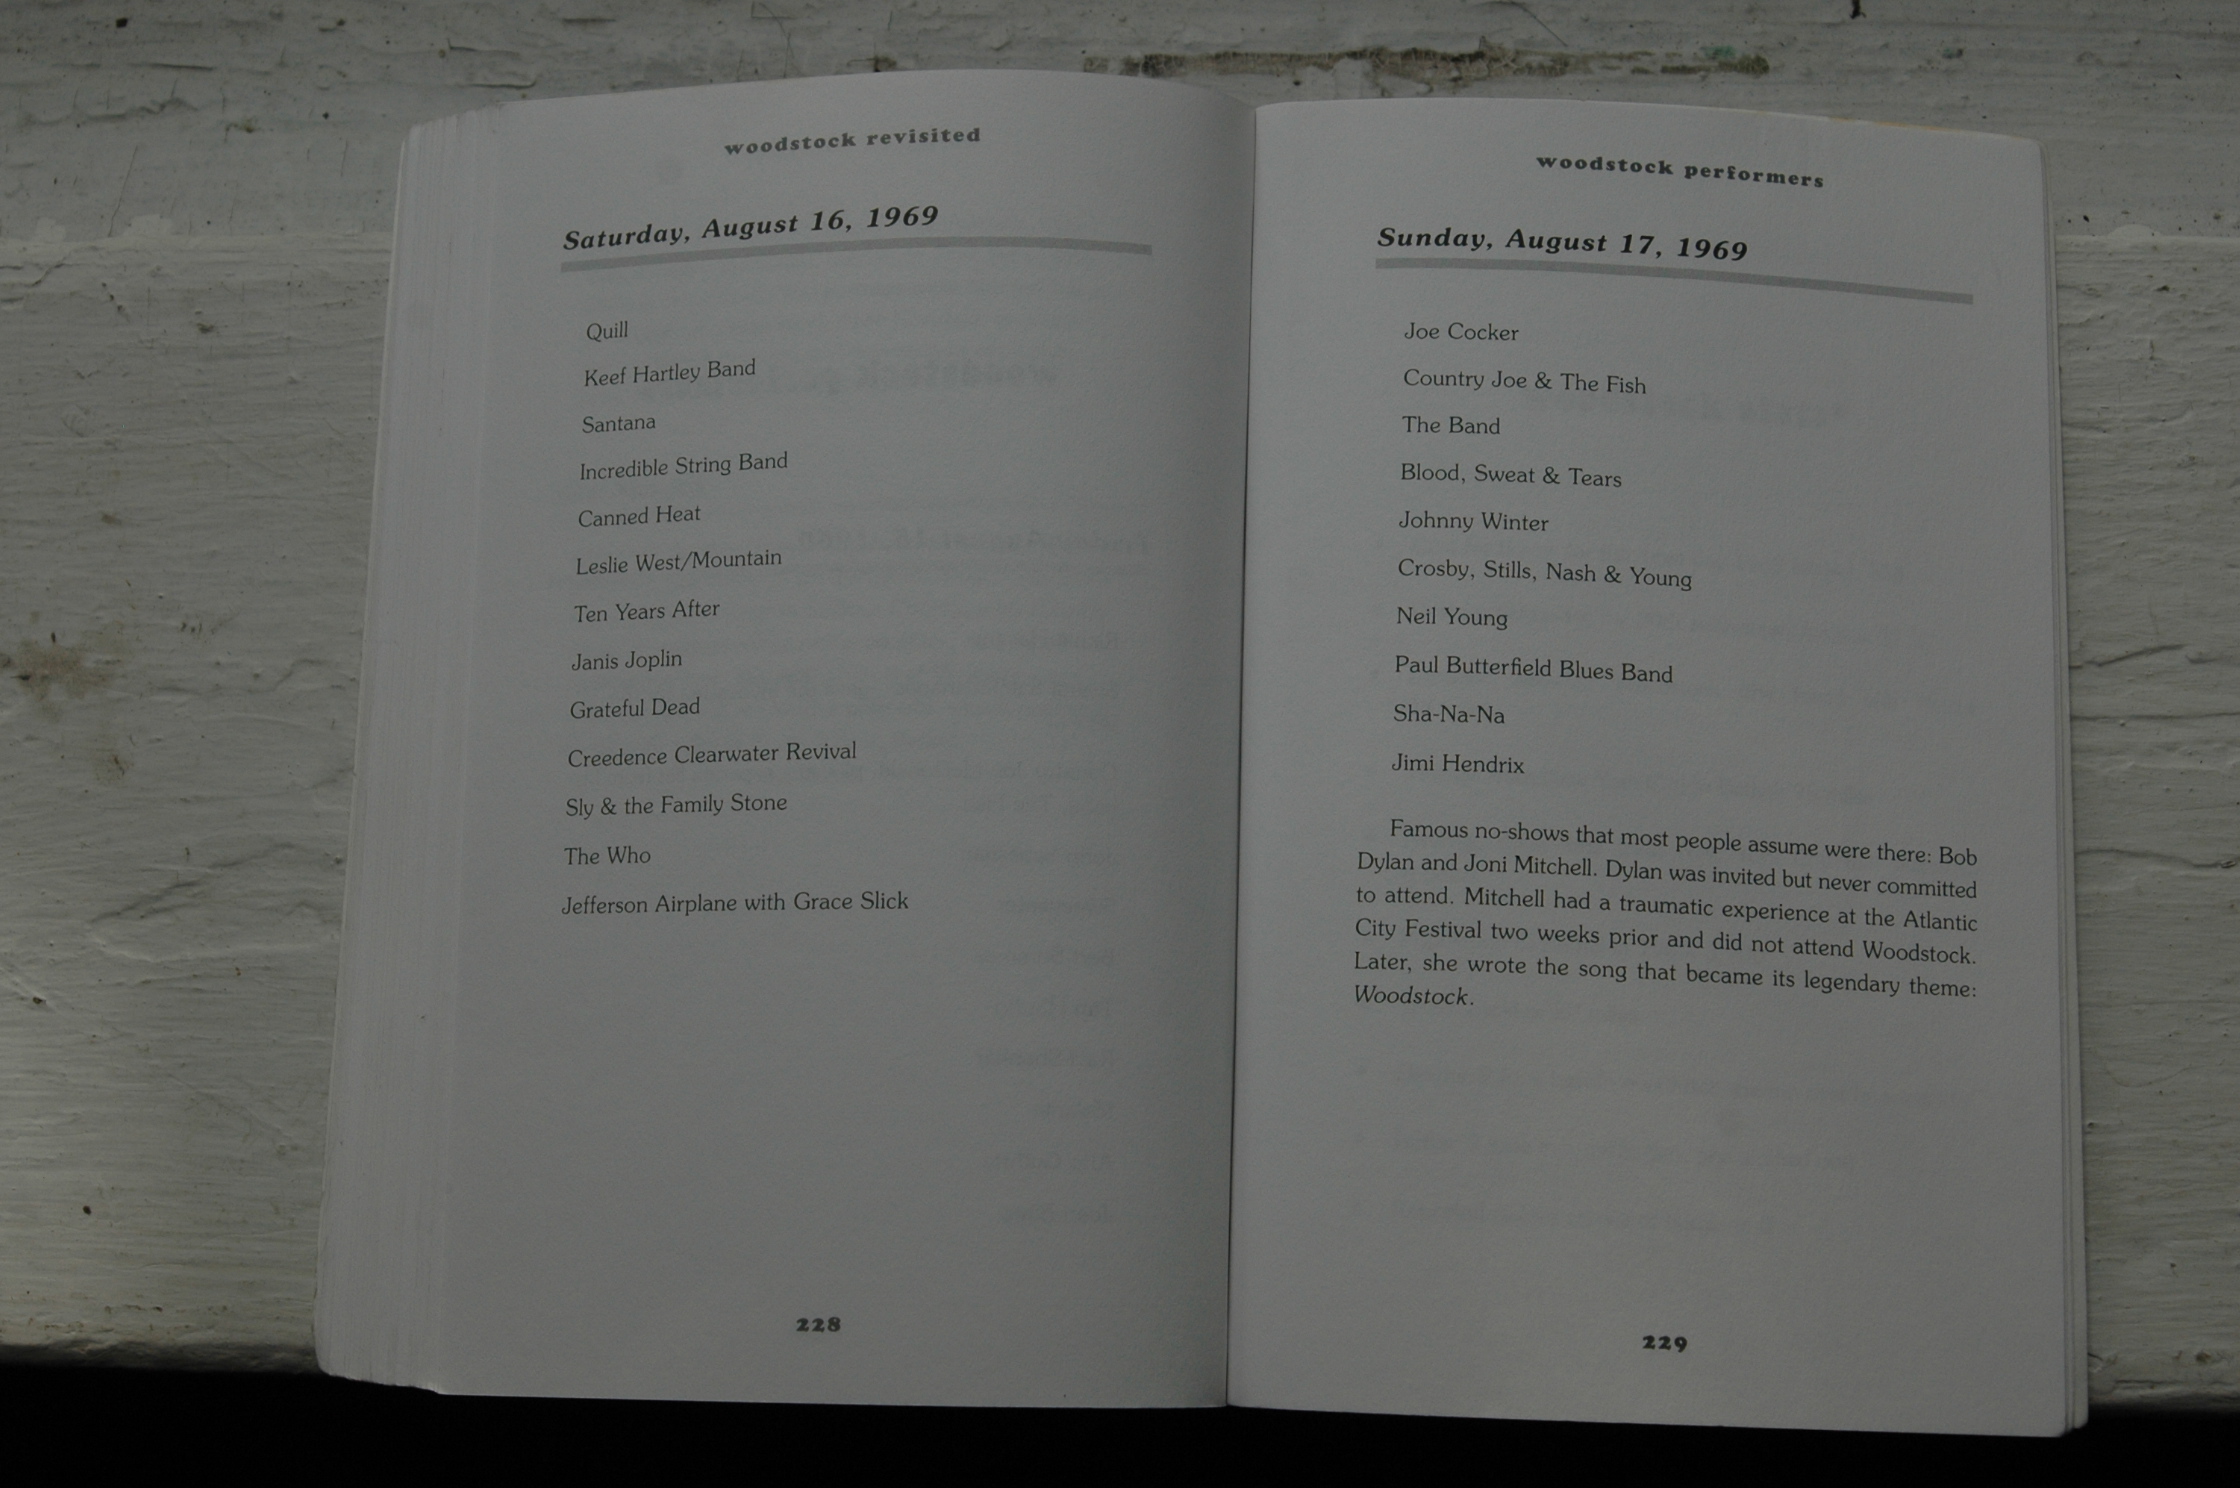 woodstock revisited
Saturday, August 16, 1969
Quill
Keef Hartley Band
Santana
Incredible String Band
Canned Heat
Leslie West/Mountain
Ten Years After
Janis Joplin
Grateful Dead
Creedence Clearwater Revival
Sly & the Family Stone
The Who
Jefferson Airplane with Grace Slick
228
woodstock performers
Sunday, August 17, 1969
Joe Cocker
Country Joe & The Fish
The Band
Blood, Sweat & Tears
Johnny Winter
Crosby, Stills, Nash & Young
Neil Young
Paul Butterfield Blues Band
Sha-Na-Na
Jimi Hendrix
Famous no-shows that most people assume were there: Bob
Dylan and Joni Mitchell. Dylan was invited but never committed
to attend. Mitchell had a traumatic experience at the Atlantic
City Festival two weeks prior and did not attend Woodstock.
Later, she wrote the song that became its legendary theme:
Woodstock.
229